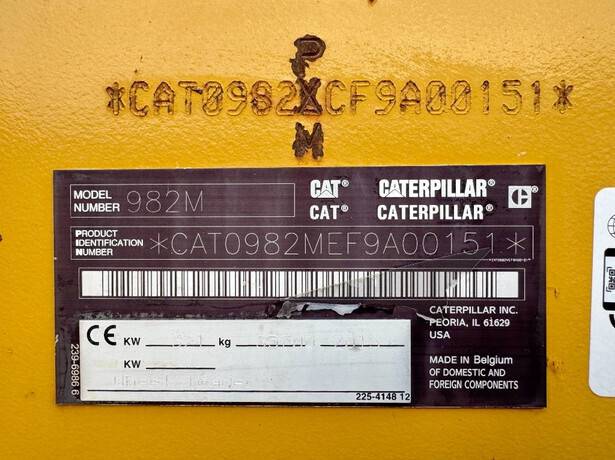 P
*CAT0982XCF9A00151*
M
MODEL NUMBER 982M
CAT® CATERPILLAR®
CAT® CATERPILLAR®
PRODUCT IDENTIFICATION NUMBER *CAT0982MEF9A00151*
CATERPILLAR INC.
PEORIA, IL 61629
USA
CE KW kg
KW
MADE IN Belgium
OF DOMESTIC AND
FOREIGN COMPONENTS
239-6986 6
225-4148 12